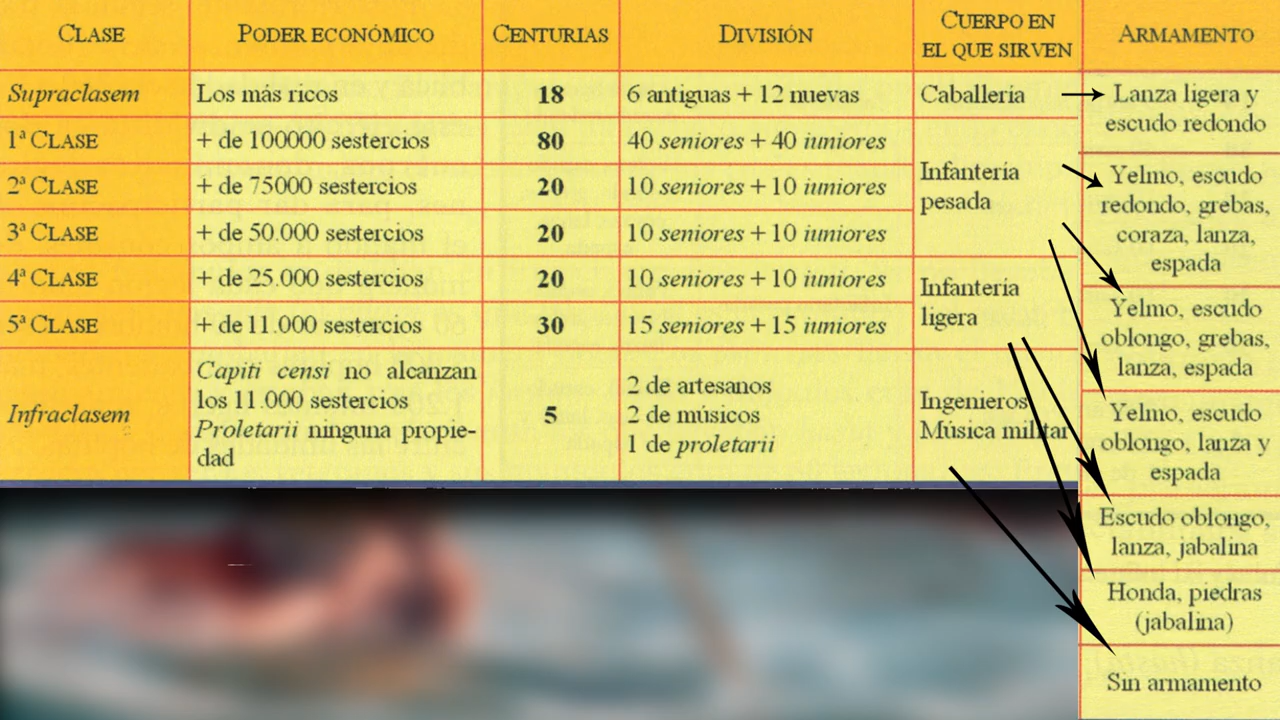 CLASE
PODER ECONÓMICO
CENTURIAS
DIVISIÓN
CUERPO EN
EL QUE SIRVEN
ARMAMENTO
Supraclasem
Los más ricos
18
6 antiguas + 12 nuevas
Caballería
Lanza ligera y
escudo redondo
1ª CLASE
+ de 100000 sestercios
80
40 seniores + 40 iuniores
Infantería
pesada
Yelmo, escudo
redondo, grebas,
coraza, lanza,
espada
2ª CLASE
+ de 75000 sestercios
20
10 seniores + 10 iuniores
Yelmo, escudo
oblongo, grebas,
lanza, espada
3ª CLASE
+ de 50.000 sestercios
20
10 seniores + 10 iuniores
Yelmo, escudo
oblongo, lanza y
espada
4ª CLASE
+ de 25.000 sestercios
20
10 seniores + 10 iuniores
Infantería
ligera
Escudo oblongo,
lanza, jabalina
5ª CLASE
+ de 11.000 sestercios
30
15 seniores + 15 iuniores
Honda, piedras
(jabalina)
Infraclasem
Capiti censi no alcanzan
los 11.000 sestercios
Proletarii ninguna propie-
dad
5
2 de artesanos
2 de músicos
1 de proletarii
Ingenieros
Música militar
Sin armamento